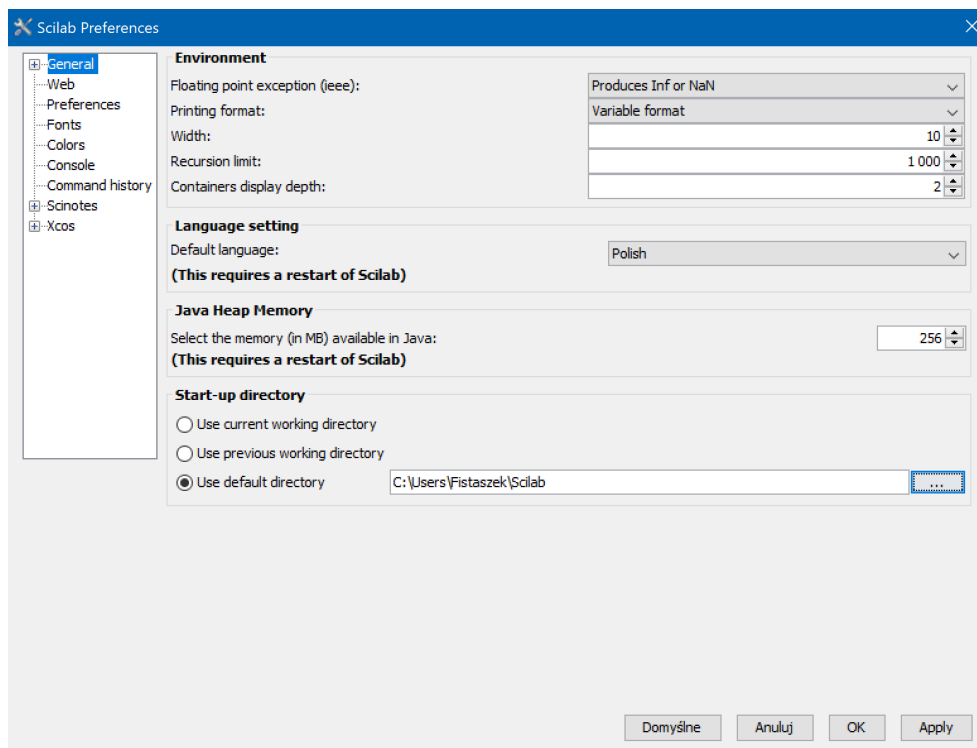 Scilab Preferences
General
Web
Preferences
Fonts
Colors
Console
Command history
Scinotes
Xcos
Environment
Floating point exception (ieee): Produces Inf or NaN
Printing format: Variable format
Width: 10
Recursion limit: 1 000
Containers display depth: 2
Language setting
Default language: Polish
(This requires a restart of Scilab)
Java Heap Memory
Select the memory (in MB) available in Java: 256
(This requires a restart of Scilab)
Start-up directory
Use current working directory
Use previous working directory
Use default directory C:\Users\Fistaszek\Scilab ...
Domyślne Anuluj OK Apply